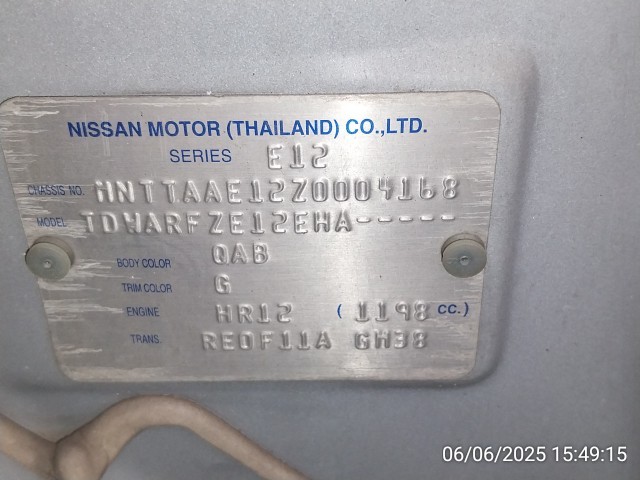 NISSAN MOTOR (THAILAND) CO.,LTD.
SERIES E12
CHASSIS NO. MNTTAAE12Z0004168
MODEL TDWARFZE12EHA-----
BODY COLOR QAB
TRIM COLOR G
ENGINE HR12 ( 1198 CC.)
TRANS. RE0F11A GH38
06/06/2025 15:49:15